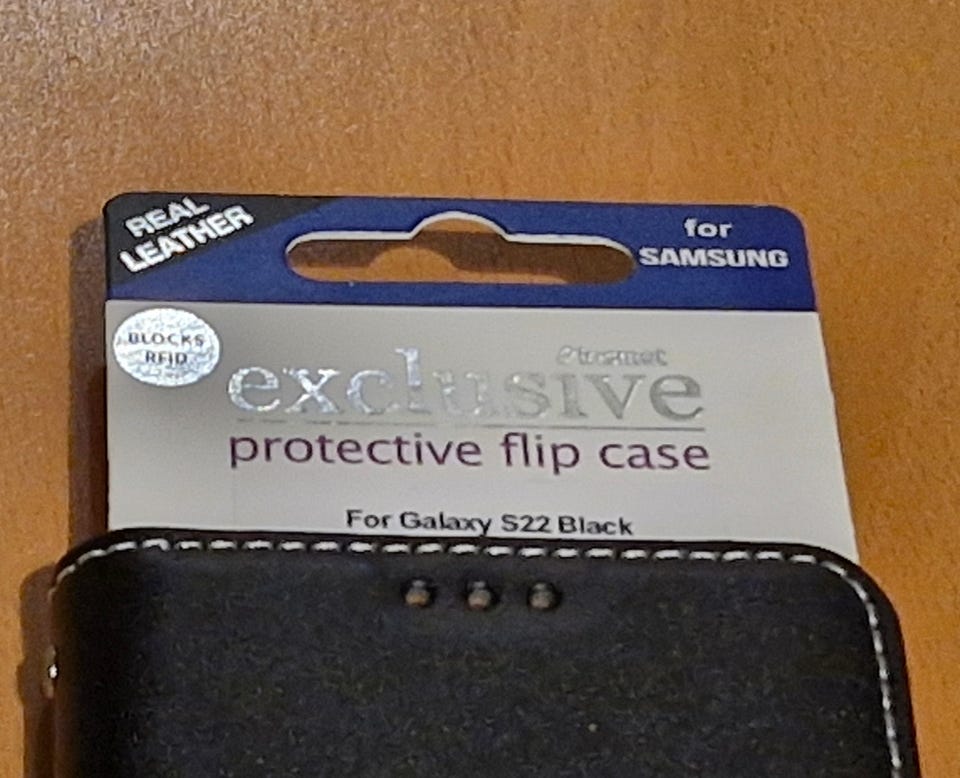 REAL
LEATHER
for
SAMSUNG
BLOCKS
RFID
exclusive
protective flip case
For Galaxy S22 Black